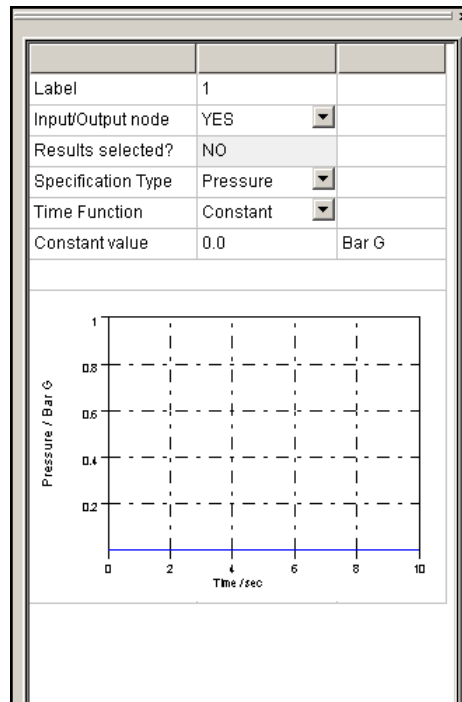 Label 1
Input/Output node YES
Results selected? NO
Specification Type Pressure
Time Function Constant
Constant value 0.0 Bar G
1
0.8
0.6
0.4
0.2
Pressure / Bar G
0 2 4 6 8 10
Time /sec